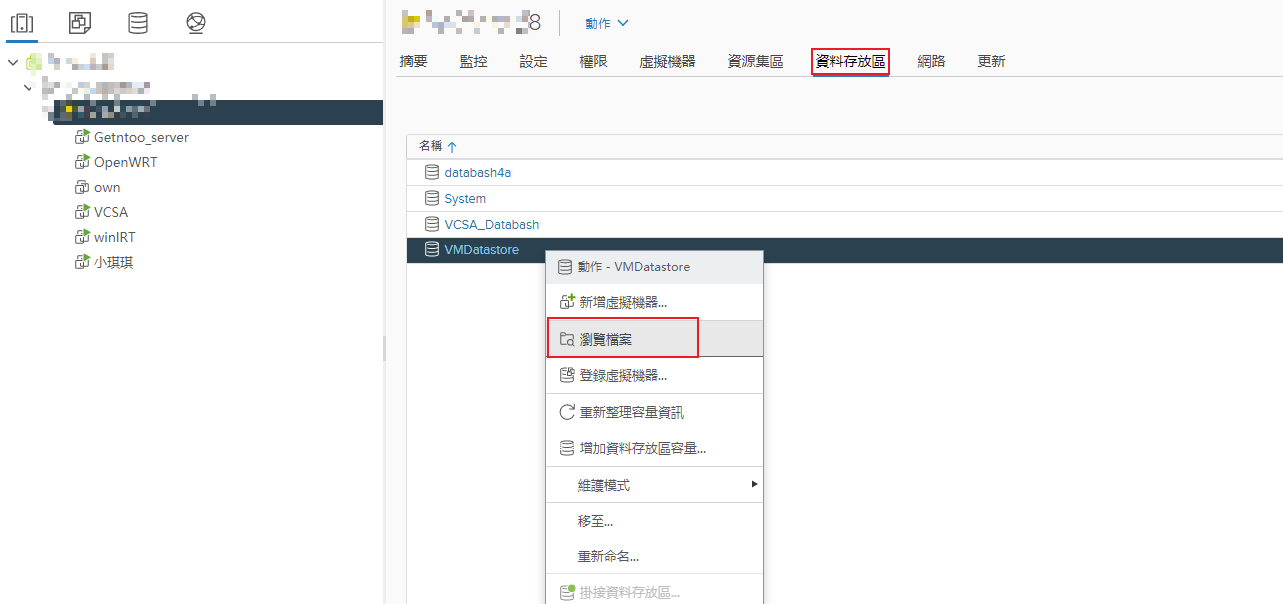 8
動作
摘要 監控 設定 權限 虛擬機器 資源集區 資料存放區 網路 更新
Getntoo_server
OpenWRT
own
VCSA
winIRT
小琪琪
名稱
databash4a
System
VCSA_Databash
VMDatastore
動作 - VMDatastore
新增虛擬機器...
瀏覽檔案
登錄虛擬機器...
重新整理容量資訊
增加資料存放區容量...
維護模式
移至...
重新命名...
掛接資料存放區...